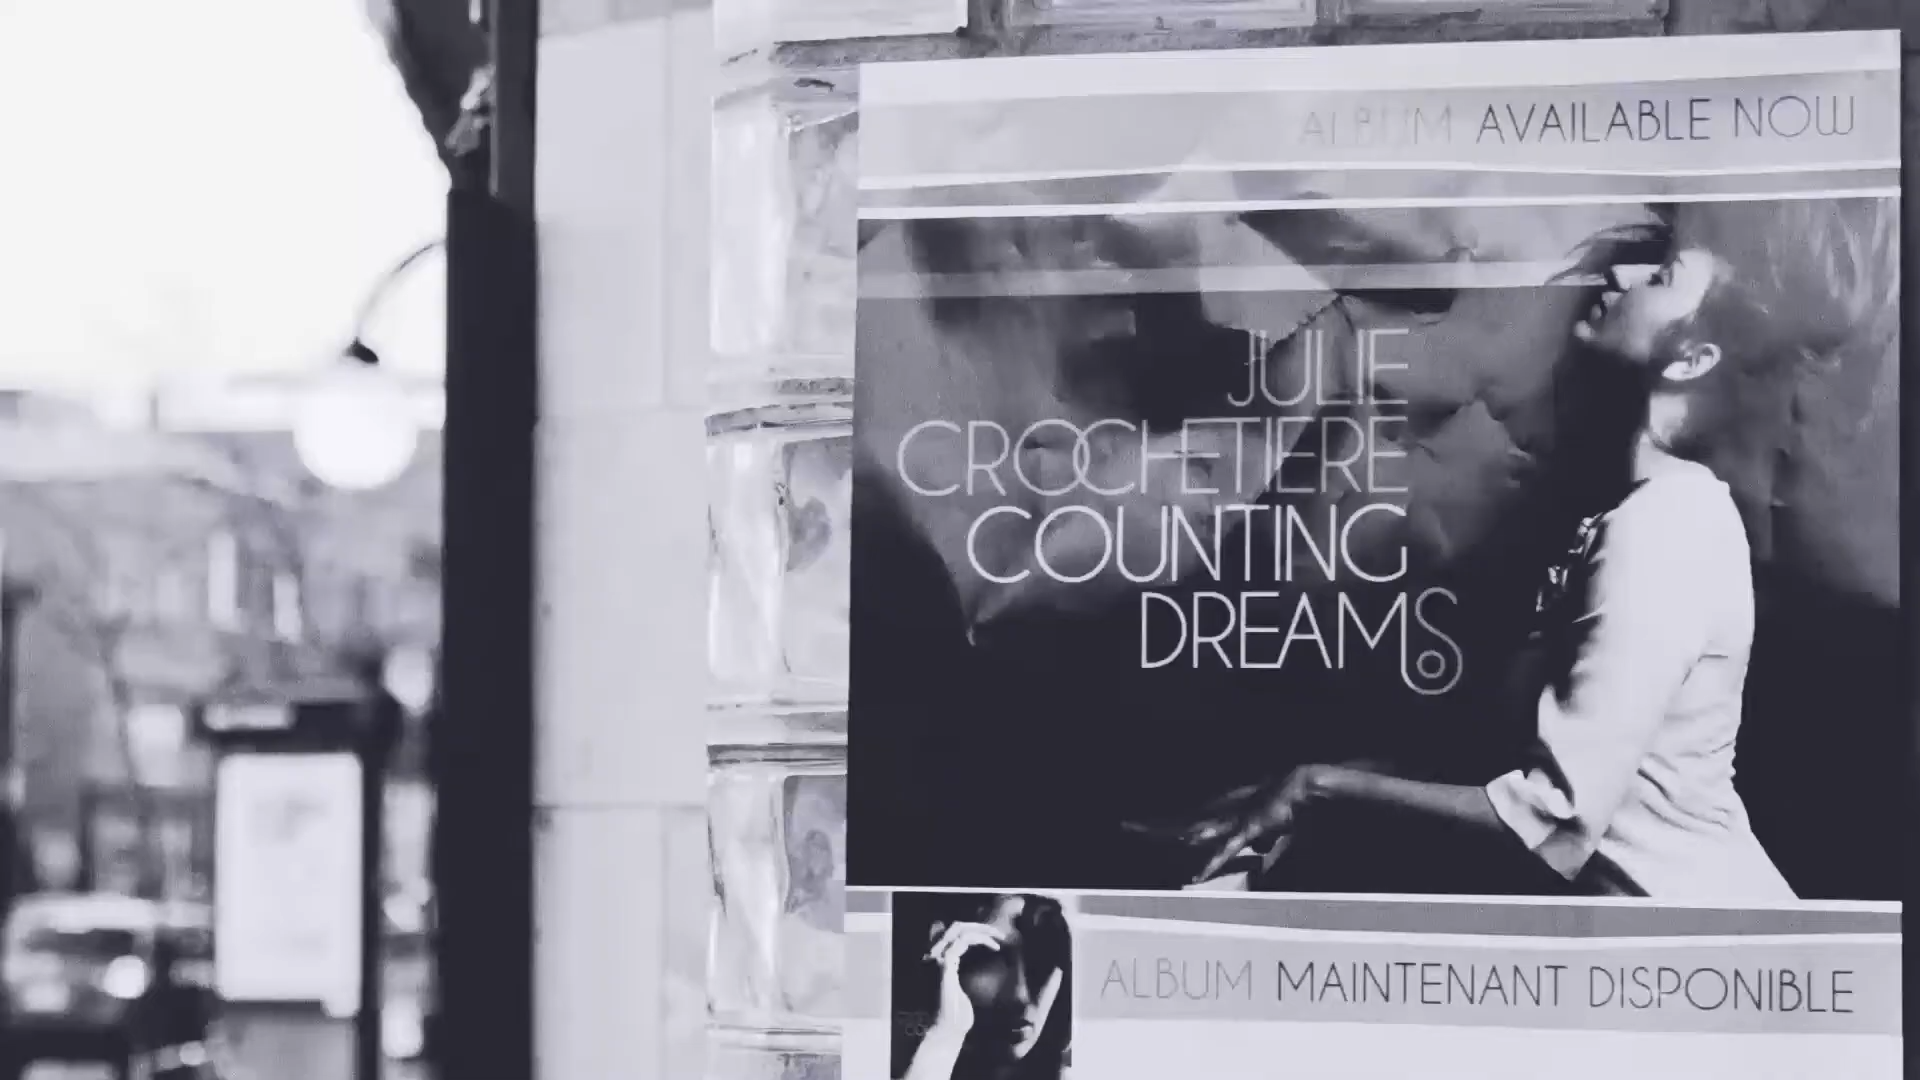 ALBUM AVAILABLE NOW
JULIE
CROCHETIERE
COUNTING
DREAMS
ALBUM MAINTENANT DISPONIBLE